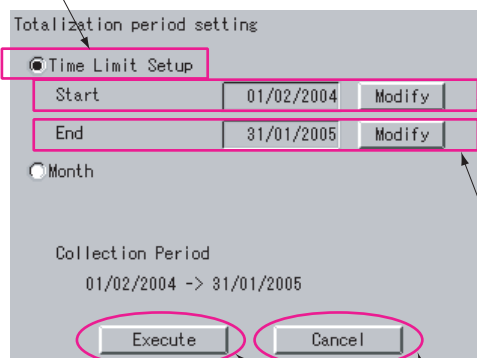 Totalization period setting
Time Limit Setup
Start 01/02/2004 Modify
End 31/01/2005 Modify
Month
Collection Period
01/02/2004 -> 31/01/2005
Execute Cancel